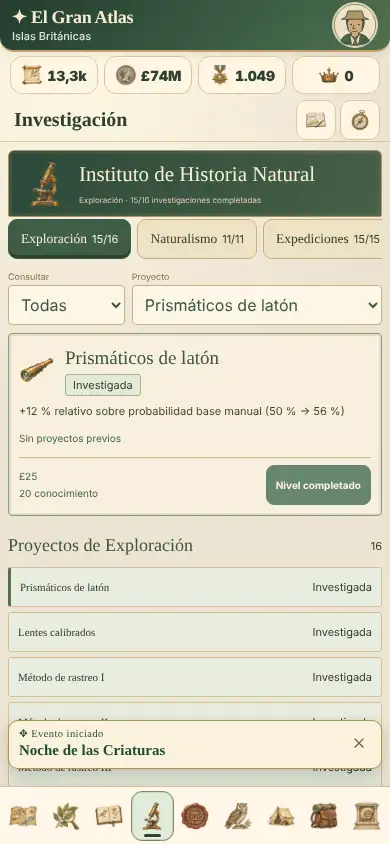 ✦ El Gran Atlas
Islas Británicas
13,3k
£74M
1.049
0
Investigación
Instituto de Historia Natural
Exploración · 15/16 investigaciones completadas
Exploración 15/16
Naturalismo 11/11
Expediciones 15/15
Consultar
Proyecto
Todas
Prismáticos de latón
Prismáticos de latón
Investigada
+12 % relativo sobre probabilidad base manual (50 % → 56 %)
Sin proyectos previos
£25
20 conocimiento
Nivel completado
Proyectos de Exploración
16
Prismáticos de latón
Investigada
Lentes calibrados
Investigada
Método de rastreo I
Investigada
✥ Evento iniciado
Noche de las Criaturas
×